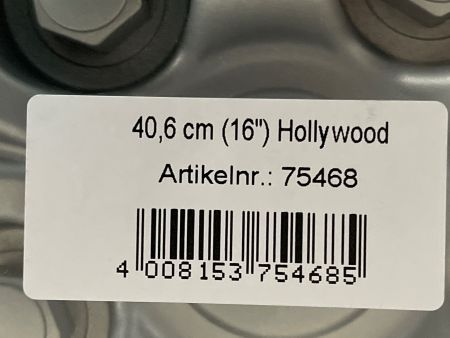 40,6 cm (16") Hollywood
Artikelnr.: 75468
4 008153 754685